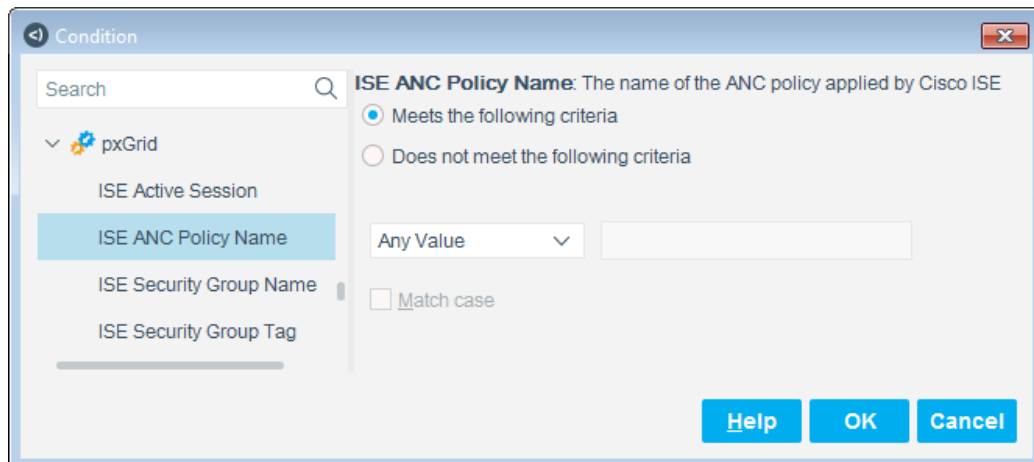 Condition
Search
pxGrid
ISE Active Session
ISE ANC Policy Name
ISE Security Group Name
ISE Security Group Tag
ISE ANC Policy Name: The name of the ANC policy applied by Cisco ISE
Meets the following criteria
Does not meet the following criteria
Any Value
Match case
Help
OK
Cancel